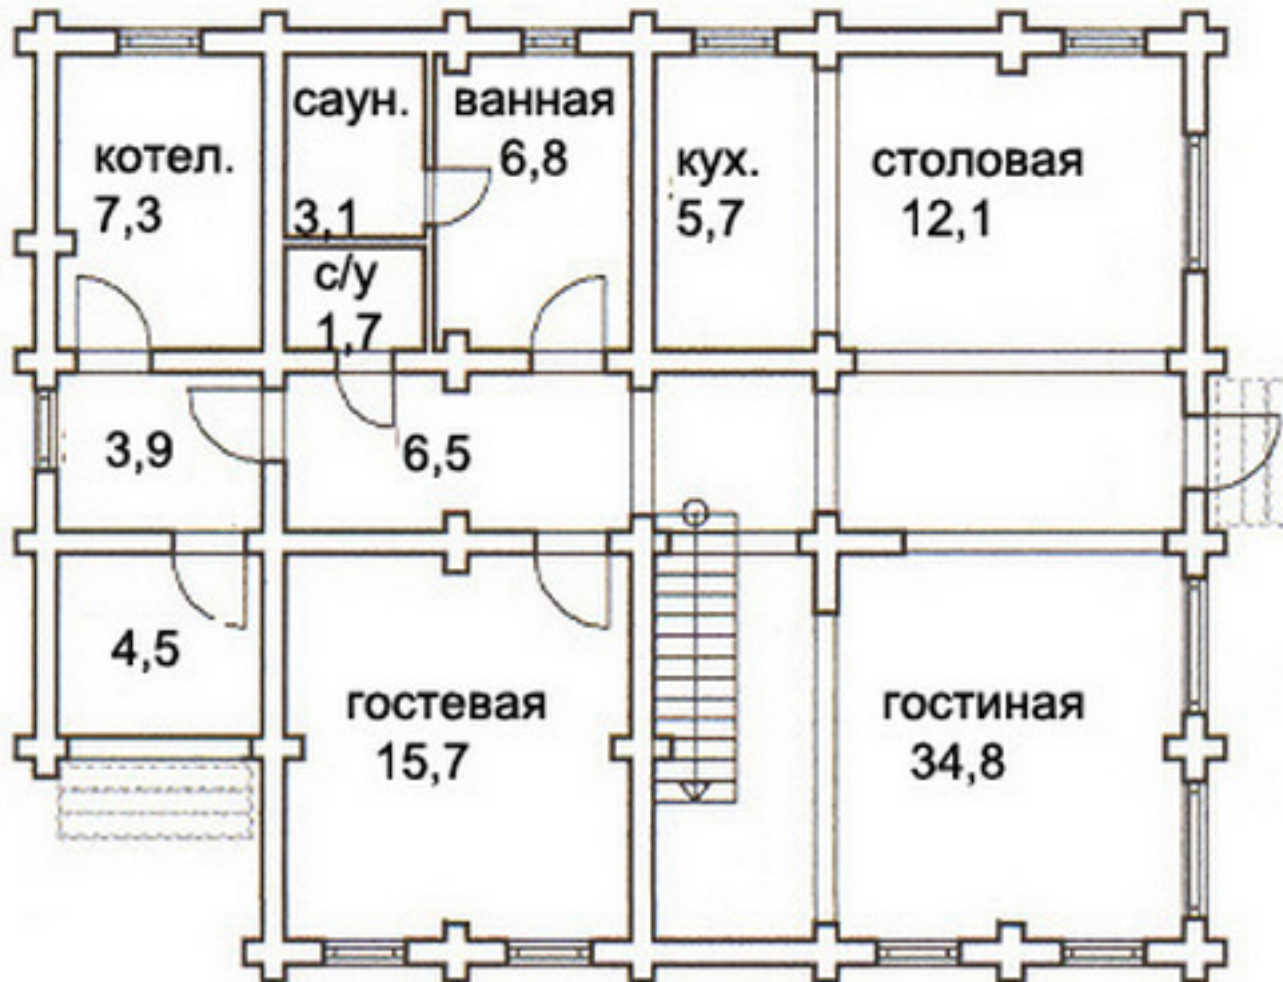 котел.
7,3
саун.
3,1
с/у
1,7
ванная
6,8
кух.
5,7
столовая
12,1
3,9
6,5
4,5
гостевая
15,7
гостиная
34,8